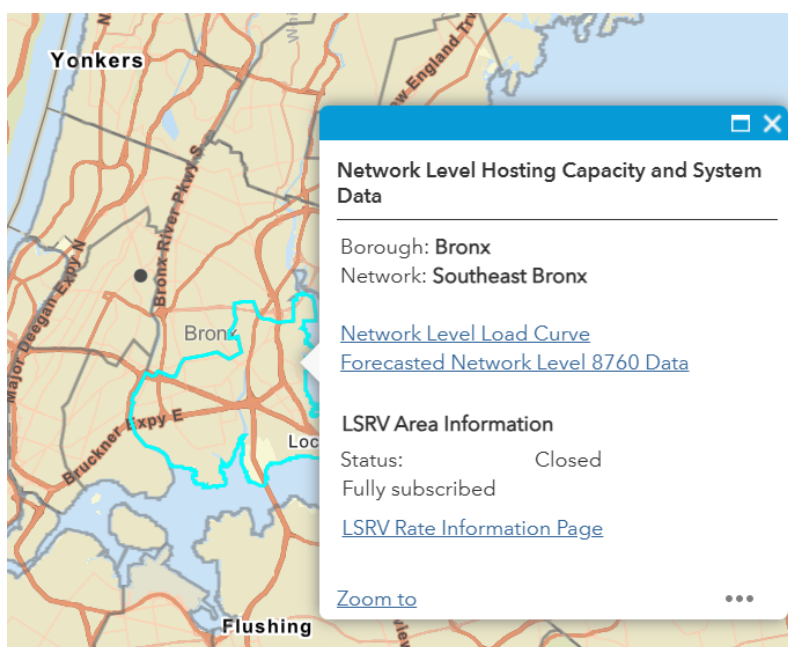 Yonkers
New England Trw
Bronx River Pkwy S
Major Deegan Expy N
Bronx
Bruckner Expy E
Loc
Flushing
Network Level Hosting Capacity and System
Data
Borough: Bronx
Network: Southeast Bronx
Network Level Load Curve
Forecasted Network Level 8760 Data
LSRV Area Information
Status: Closed
Fully subscribed
LSRV Rate Information Page
Zoom to